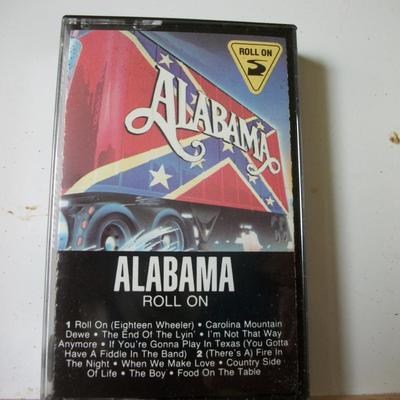 ROLL ON
ALABAMA
ALABAMA
ROLL ON
1 Roll On (Eighteen Wheeler) • Carolina Mountain
Dewe • The End Of The Lyin' • I'm Not That Way
Anymore • If You're Gonna Play In Texas (You Gotta
Have A Fiddle In The Band) 2 (There's A) Fire In
The Night • When We Make Love • Country Side
Of Life • The Boy • Food On The Table